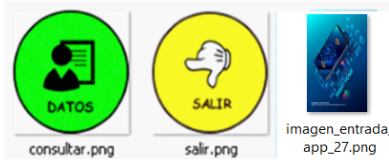 DATOS
consultar.png
SALIR
salir.png
imagen_entrada_
app_27.png